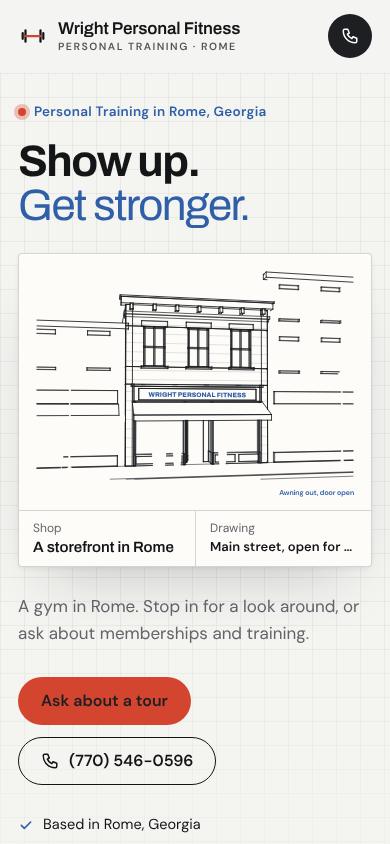 Wright Personal Fitness
PERSONAL TRAINING · ROME
Personal Training in Rome, Georgia
Show up.
Get stronger.
WRIGHT PERSONAL FITNESS
Awning out, door open
Shop
A storefront in Rome
Drawing
Main street, open for ...
A gym in Rome. Stop in for a look around, or
ask about memberships and training.
Ask about a tour
(770) 546-0596
Based in Rome, Georgia